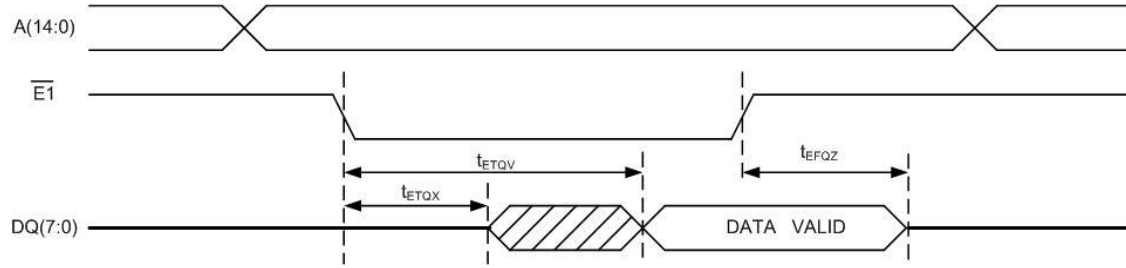 A(14:0)
E1
tETQV
tEFQZ
tETQX
DQ(7:0)
DATA VALID